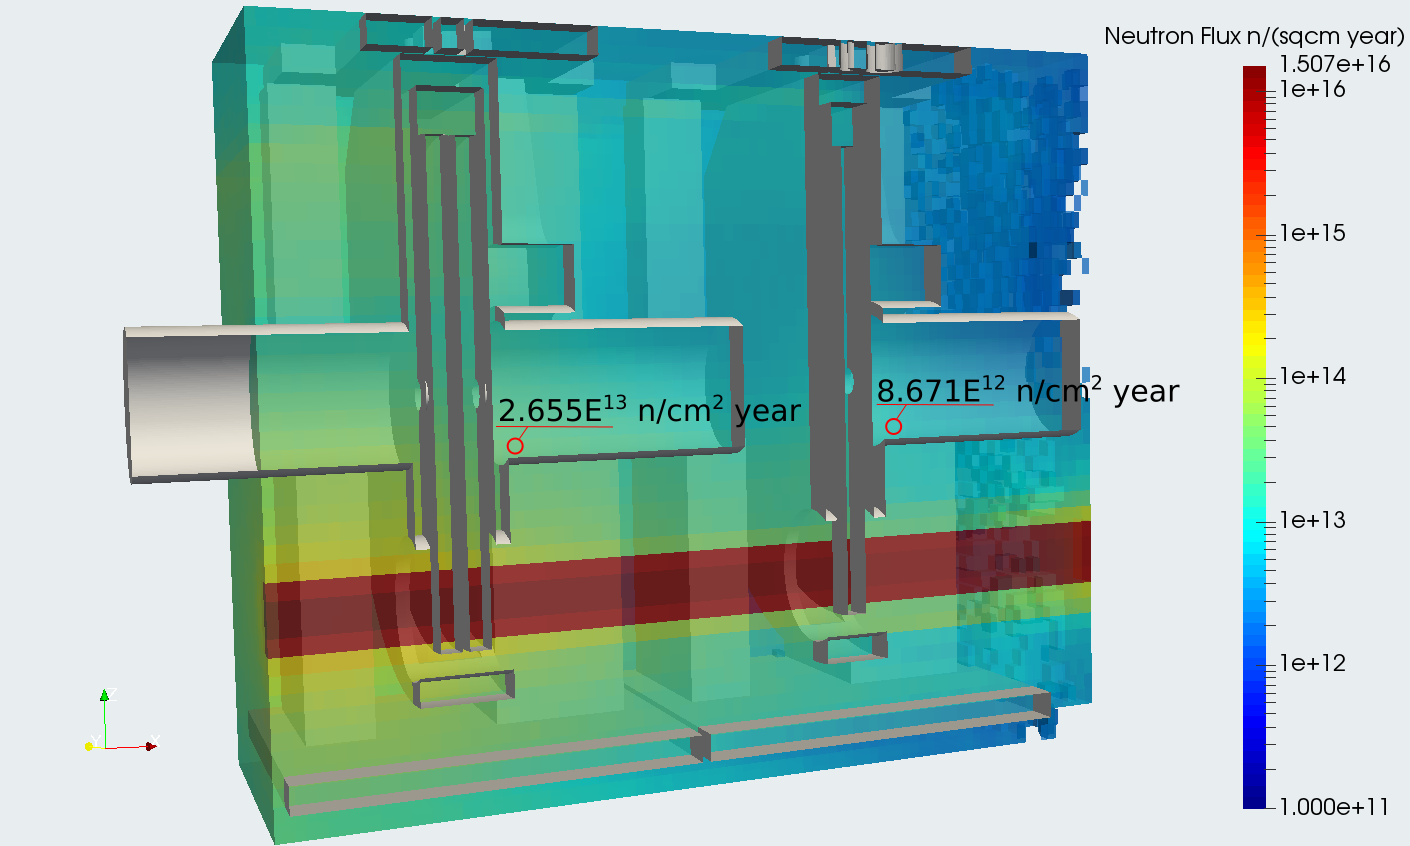 Neutron Flux n/(sqcm year)
1.507e+16
1e+16
1e+15
1e+14
8.671E¹² n/cm² year
2.655E¹³ n/cm² year
1e+13
1e+12
1.000e+11
Z
Y X